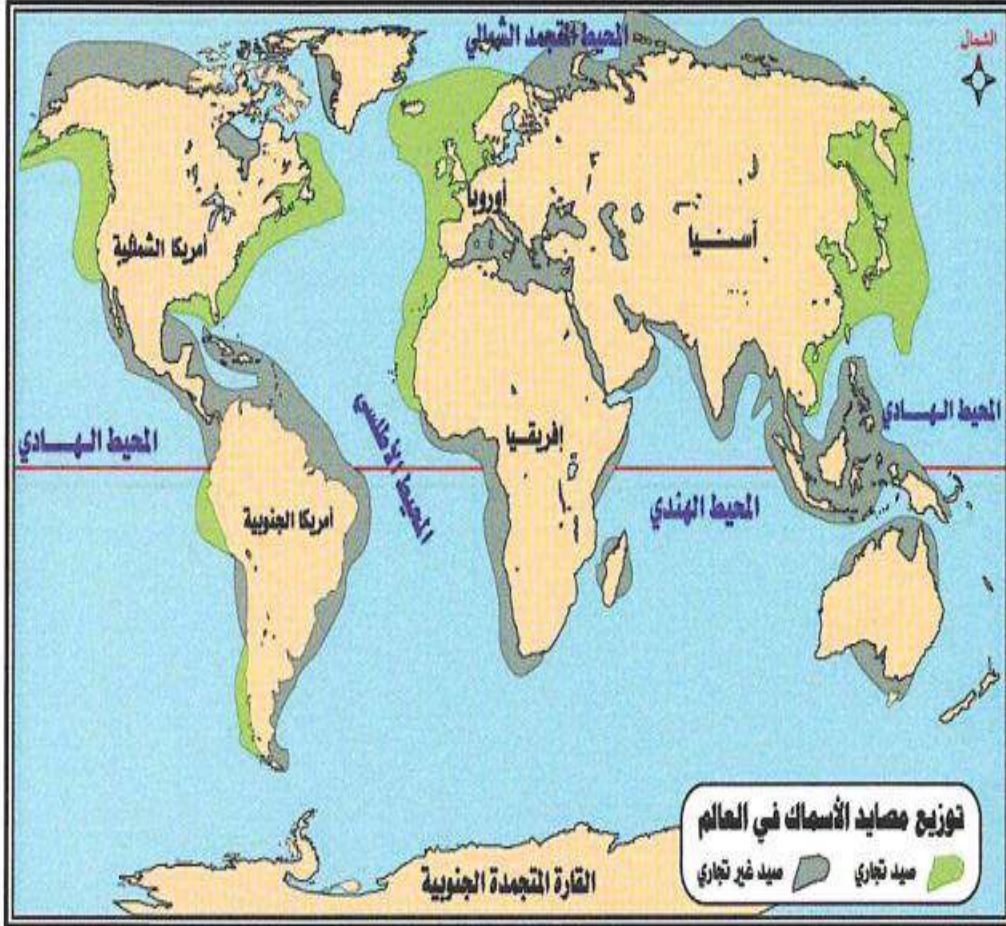 المحيط المتجمد الشمالي
الشمال
أوروبا
آسيا
أمريكا الشمالية
المحيط الهادي
المحيط الأطلسي
إفريقيا
المحيط الهادي
المحيط الهندي
أمريكا الجنوبية
توزيع مصايد الأسماك في العالم
صيد تجاري
صيد غير تجاري
القارة المتجمدة الجنوبية